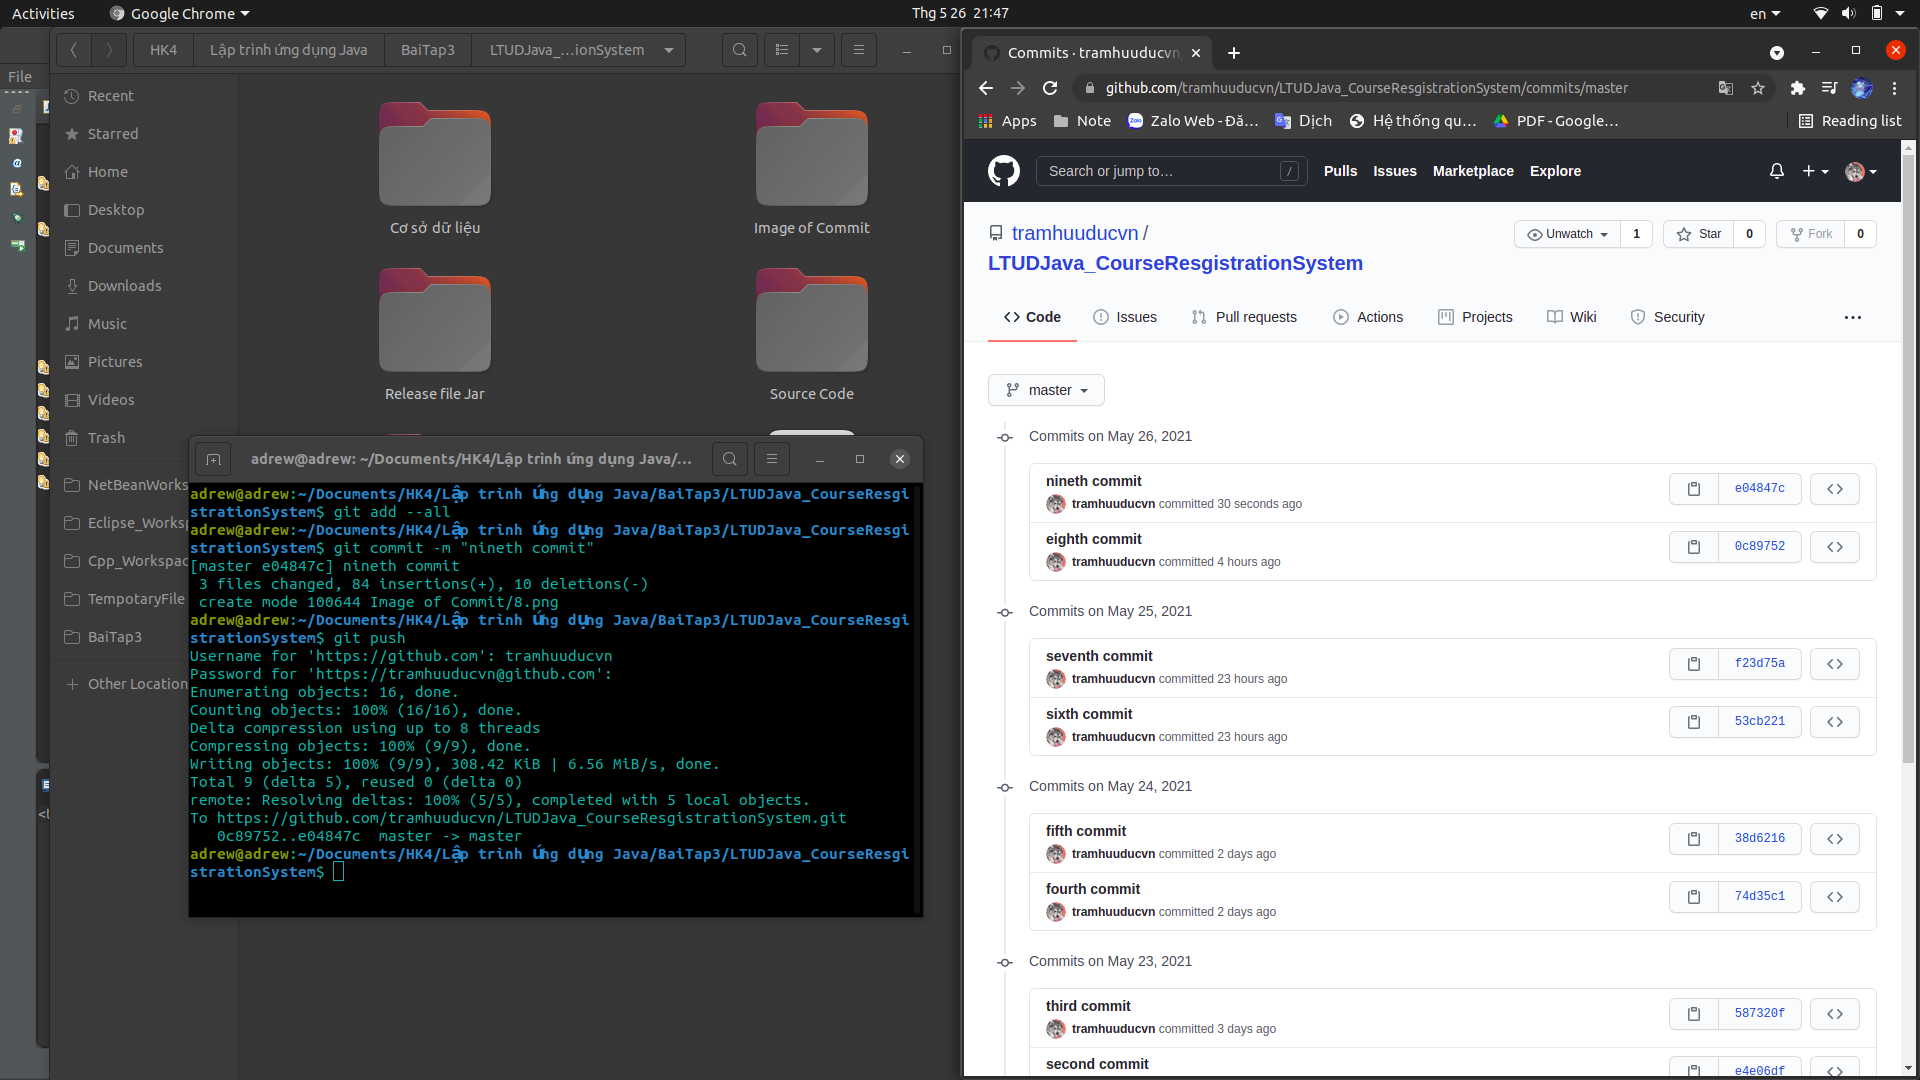 Activities
Google Chrome
Thg 5 26 21:47
en
File
HK4
Lập trình ứng dụng Java
BaiTap3
LTUDJava_...ionSystem
Recent
Starred
Home
Desktop
Documents
Downloads
Music
Pictures
Videos
Trash
NetBeanWorks
Eclipse_Works
Cpp_Workspac
TempotaryFile
BaiTap3
Other Location
Cơ sở dữ liệu
Image of Commit
Release file Jar
Source Code
adrew@adrew: ~/Documents/HK4/Lập trình ứng dụng Java/...
adrew@adrew:~/Documents/HK4/Lập trình ứng dụng Java/BaiTap3/LTUDJava_CourseResgi
strationSystem$ git add --all
adrew@adrew:~/Documents/HK4/Lập trình ứng dụng Java/BaiTap3/LTUDJava_CourseResgi
strationSystem$ git commit -m "nineth commit"
[master e04847c] nineth commit
3 files changed, 84 insertions(+), 10 deletions(-)
create mode 100644 Image of Commit/8.png
adrew@adrew:~/Documents/HK4/Lập trình ứng dụng Java/BaiTap3/LTUDJava_CourseResgi
strationSystem$ git push
Username for 'https://github.com': tramhuuducvn
Password for 'https://tramhuuducvn@github.com':
Enumerating objects: 16, done.
Counting objects: 100% (16/16), done.
Delta compression using up to 8 threads
Compressing objects: 100% (9/9), done.
Writing objects: 100% (9/9), 308.42 KiB | 6.56 MiB/s, done.
Total 9 (delta 5), reused 0 (delta 0)
remote: Resolving deltas: 100% (5/5), completed with 5 local objects.
To https://github.com/tramhuuducvn/LTUDJava_CourseResgistrationSystem.git
0c89752..e04847c master -> master
adrew@adrew:~/Documents/HK4/Lập trình ứng dụng Java/BaiTap3/LTUDJava_CourseResgi
strationSystem$
Commits · tramhuuducvn
github.com/tramhuuducvn/LTUDJava_CourseResgistrationSystem/commits/master
Apps
Note
Zalo Web - Đă...
Dịch
Hệ thống qu...
PDF - Google...
Reading list
Search or jump to...
/
Pulls
Issues
Marketplace
Explore
tramhuuducvn /
LTUDJava_CourseResgistrationSystem
Unwatch
1
Star
0
Fork
0
Code
Issues
Pull requests
Actions
Projects
Wiki
Security
master
Commits on May 26, 2021
nineth commit
tramhuuducvn committed 30 seconds ago
e04847c
eighth commit
tramhuuducvn committed 4 hours ago
0c89752
Commits on May 25, 2021
seventh commit
tramhuuducvn committed 23 hours ago
f23d75a
sixth commit
tramhuuducvn committed 23 hours ago
53cb221
Commits on May 24, 2021
fifth commit
tramhuuducvn committed 2 days ago
38d6216
fourth commit
tramhuuducvn committed 2 days ago
74d35c1
Commits on May 23, 2021
third commit
tramhuuducvn committed 3 days ago
587320f
second commit
e4e06df